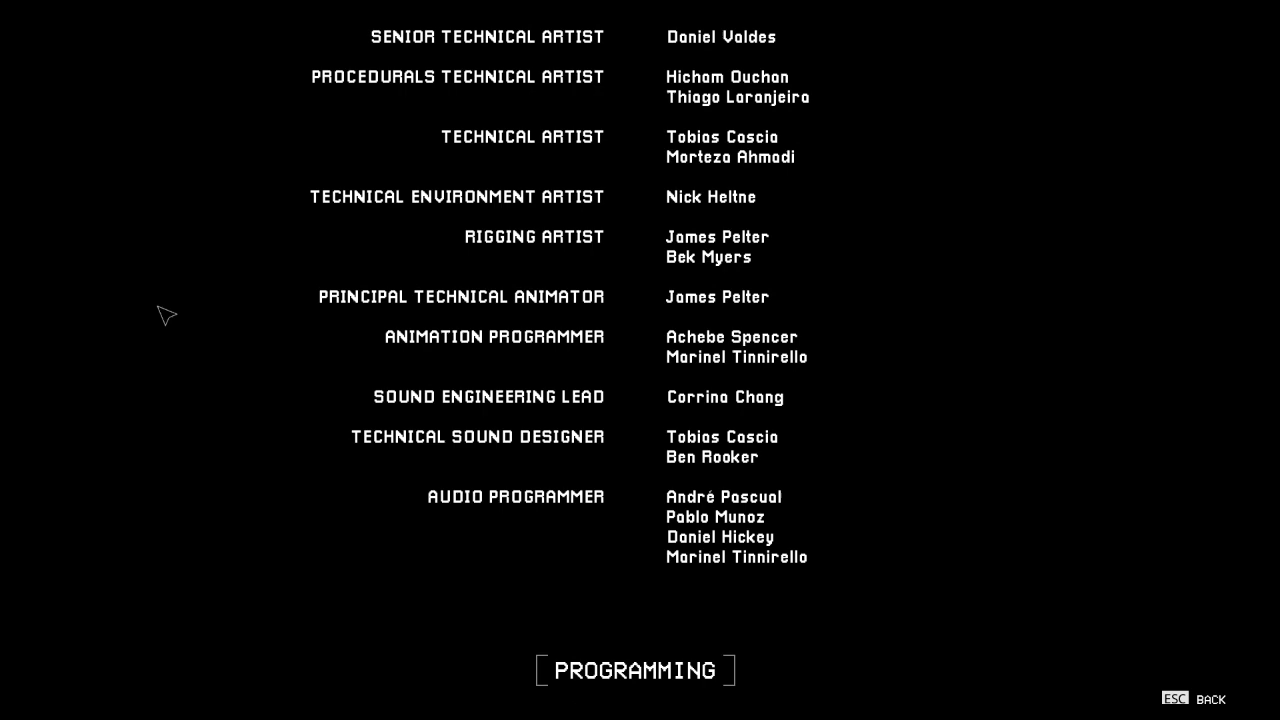 SENIOR TECHNICAL ARTIST Daniel Valdes
PROCEDURALS TECHNICAL ARTIST Hicham Ouchan
Thiago Laranjeira
TECHNICAL ARTIST Tobias Cascia
Morteza Ahmadi
TECHNICAL ENVIRONMENT ARTIST Nick Heltne
RIGGING ARTIST James Pelter
Bek Myers
PRINCIPAL TECHNICAL ANIMATOR James Pelter
ANIMATION PROGRAMMER Achebe Spencer
Marinel Tinnirello
SOUND ENGINEERING LEAD Corrina Chang
TECHNICAL SOUND DESIGNER Tobias Cascia
Ben Rooker
AUDIO PROGRAMMER André Pascual
Pablo Munoz
Daniel Hickey
Marinel Tinnirello
PROGRAMMING
ESC BACK